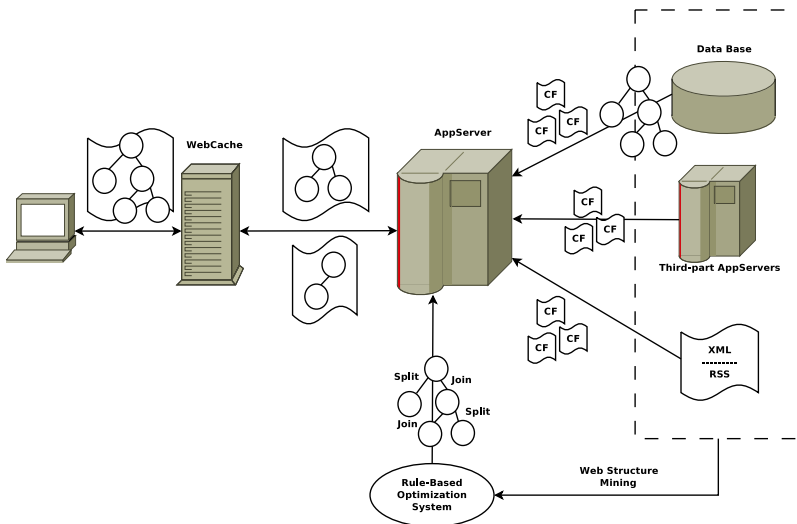 Data Base
CF
CF
CF
AppServer
WebCache
CF
CF
CF
Third-part AppServers
CF
CF
CF
XML
RSS
Split
Join
Join
Split
Web Structure
Mining
Rule-Based
Optimization
System